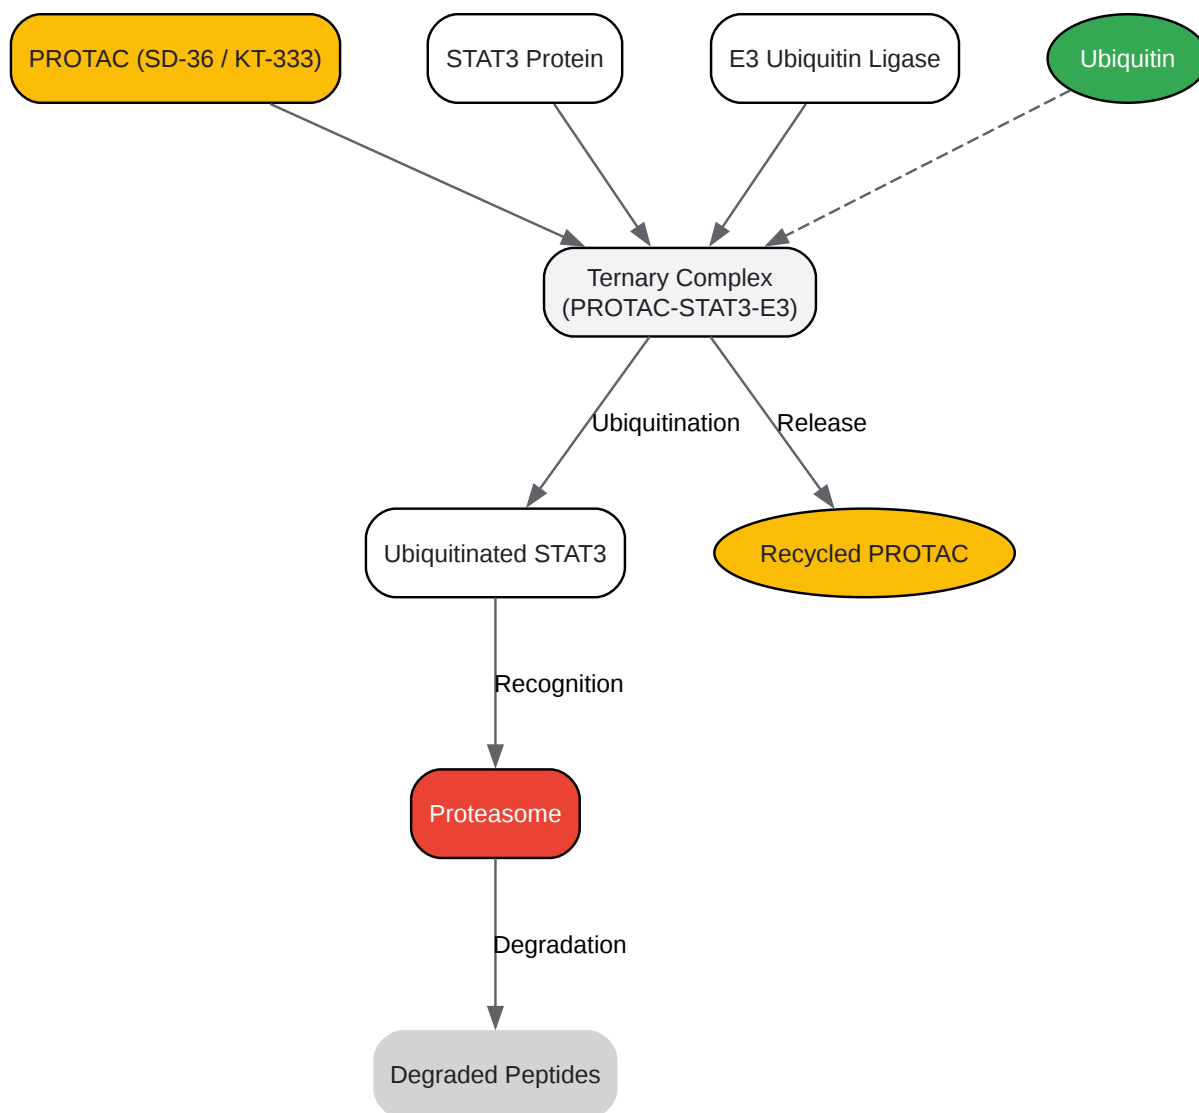 PROTAC (SD-36 / KT-333)
STAT3 Protein
E3 Ubiquitin Ligase
Ubiquitin
Ternary Complex
(PROTAC-STAT3-E3)
Ubiquitination
Release
Ubiquitinated STAT3
Recycled PROTAC
Recognition
Proteasome
Degradation
Degraded Peptides